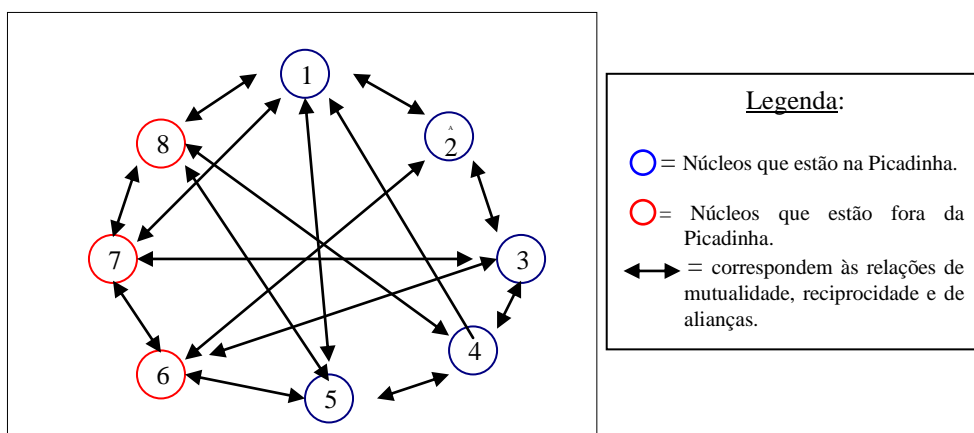 1
8
A
2
7
3
4
6
5
Legenda:
= Núcleos que estão na Picadinha.
= Núcleos que estão fora da
Picadinha.
= correspondem às relações de
mutualidade, reciprocidade e de
alianças.